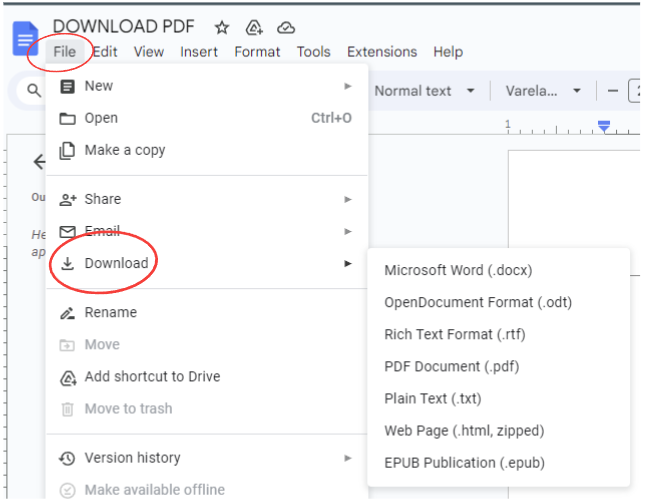 DOWNLOAD PDF
File Edit View Insert Format Tools Extensions Help
New
Normal text
Varela...
Open Ctrl+O
1
Make a copy
Ou
Share
He
Email
ap
Download
Microsoft Word (.docx)
OpenDocument Format (.odt)
Rename
Rich Text Format (.rtf)
Move
PDF Document (.pdf)
Add shortcut to Drive
Plain Text (.txt)
Move to trash
Web Page (.html, zipped)
Version history
EPUB Publication (.epub)
Make available offline